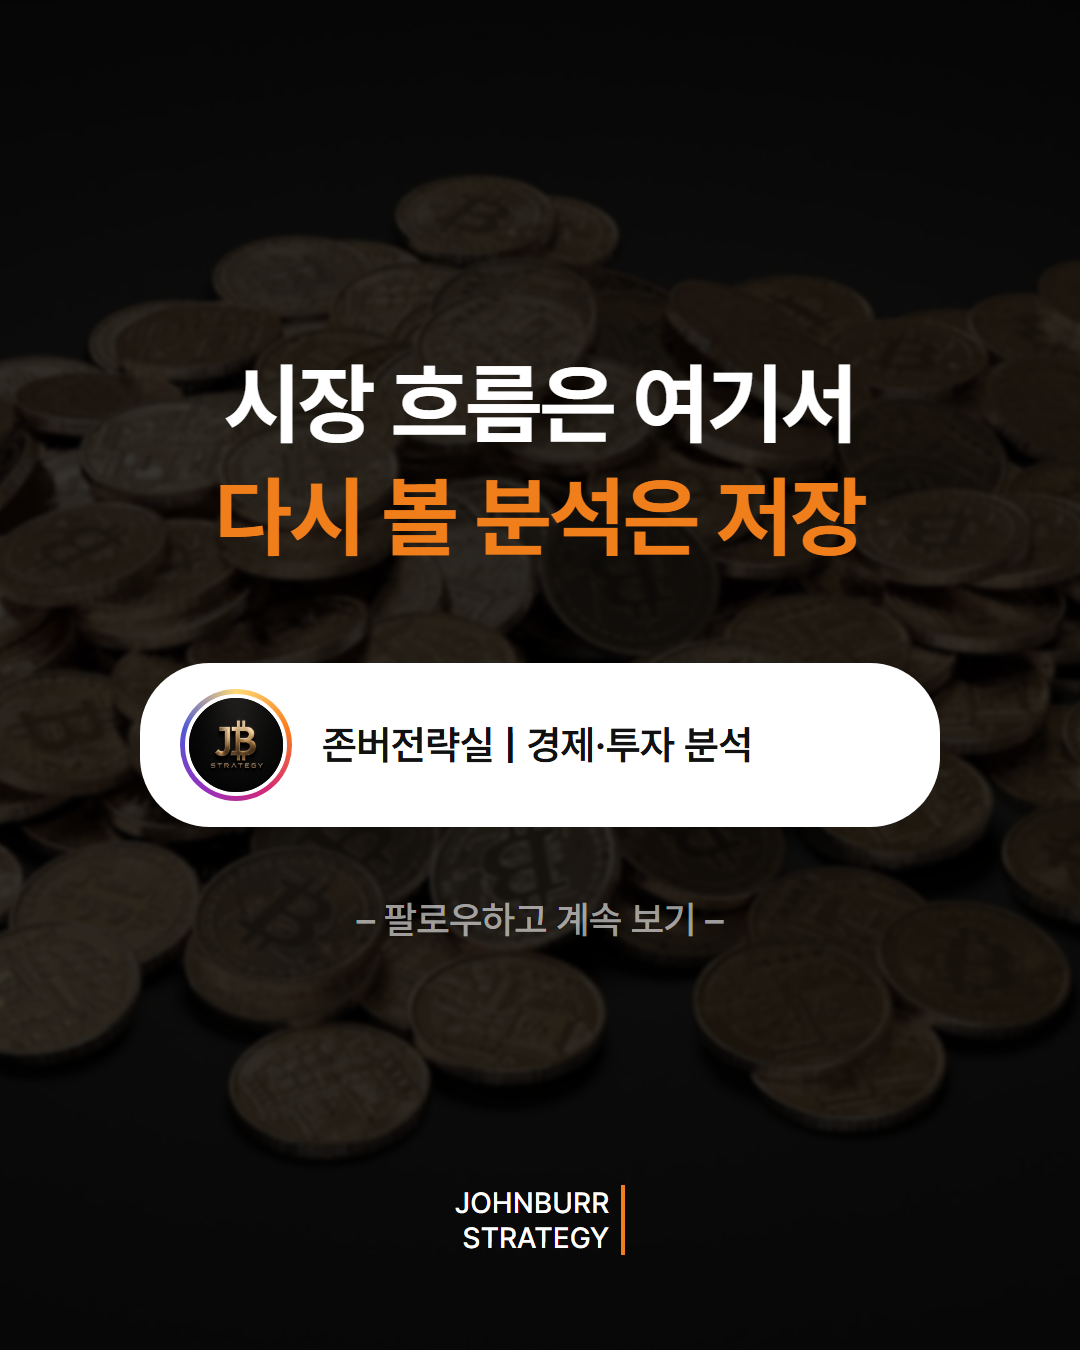 시장 흐름은 여기서
다시 볼 분석은 저장
JB
STRATEGY
존버전략실 | 경제·투자 분석
– 팔로우하고 계속 보기 –
JOHNBURR
STRATEGY